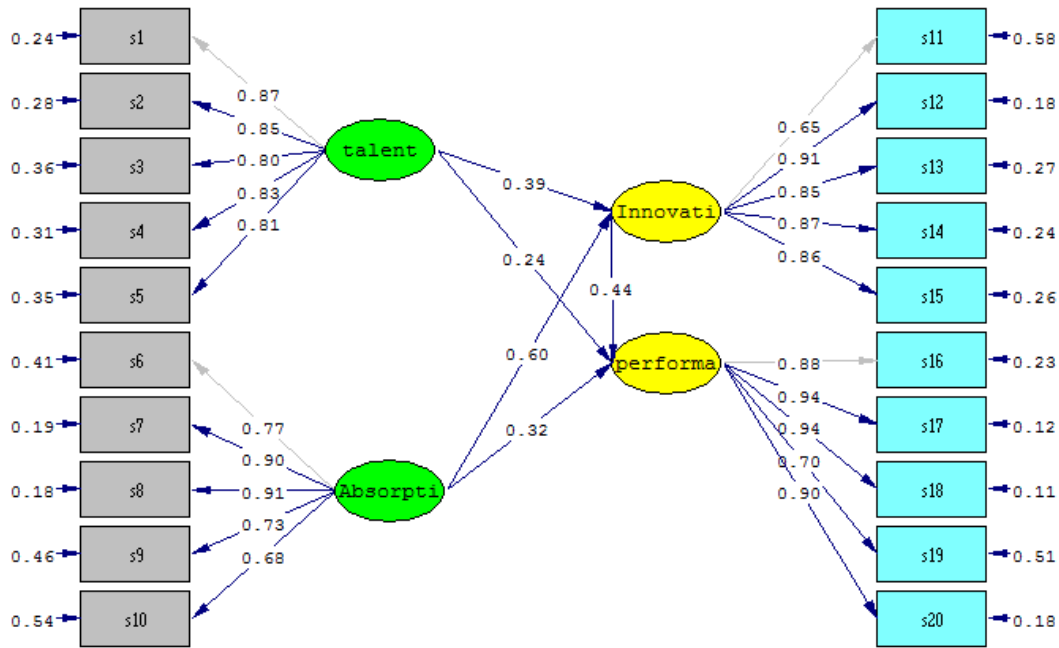 0.24 s1
0.28 s2
0.36 s3
0.31 s4
0.35 s5
0.41 s6
0.19 s7
0.18 s8
0.46 s9
0.54 s10
0.87
0.85
0.80
0.83
0.81
0.77
0.90
0.91
0.73
0.68
talent
Absorpti
0.39
0.24
0.60
0.32
0.44
Innovati
performa
0.65
0.91
0.85
0.87
0.86
0.88
0.94
0.94
0.70
0.90
s11 0.58
s12 0.18
s13 0.27
s14 0.24
s15 0.26
s16 0.23
s17 0.12
s18 0.11
s19 0.51
s20 0.18